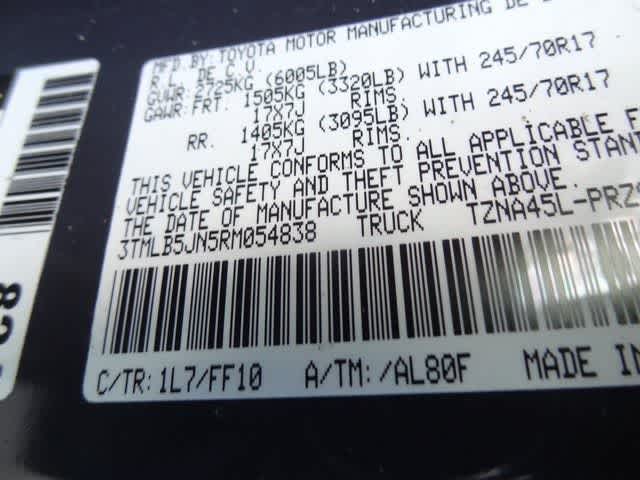 MFD.BY:TOYOTA MOTOR MANUFACTURING DE
R.L. DE C.V.
GVWR:2725KG (6005LB)
GAWR:FRT. 1505KG (3320LB) WITH 245/70R17
17X7J RIMS.
RR. 1405KG (3095LB) WITH 245/70R17
17X7J RIMS.
THIS VEHICLE CONFORMS TO ALL APPLICABLE F
VEHICLE SAFETY AND THEFT PREVENTION STAN
THE DATE OF MANUFACTURE SHOWN ABOVE.
3TMLB5JN5RM054838 TRUCK TZNA45L-PRZS
C/TR:1L7/FF10 A/TM:/AL80F MADE IN
C8